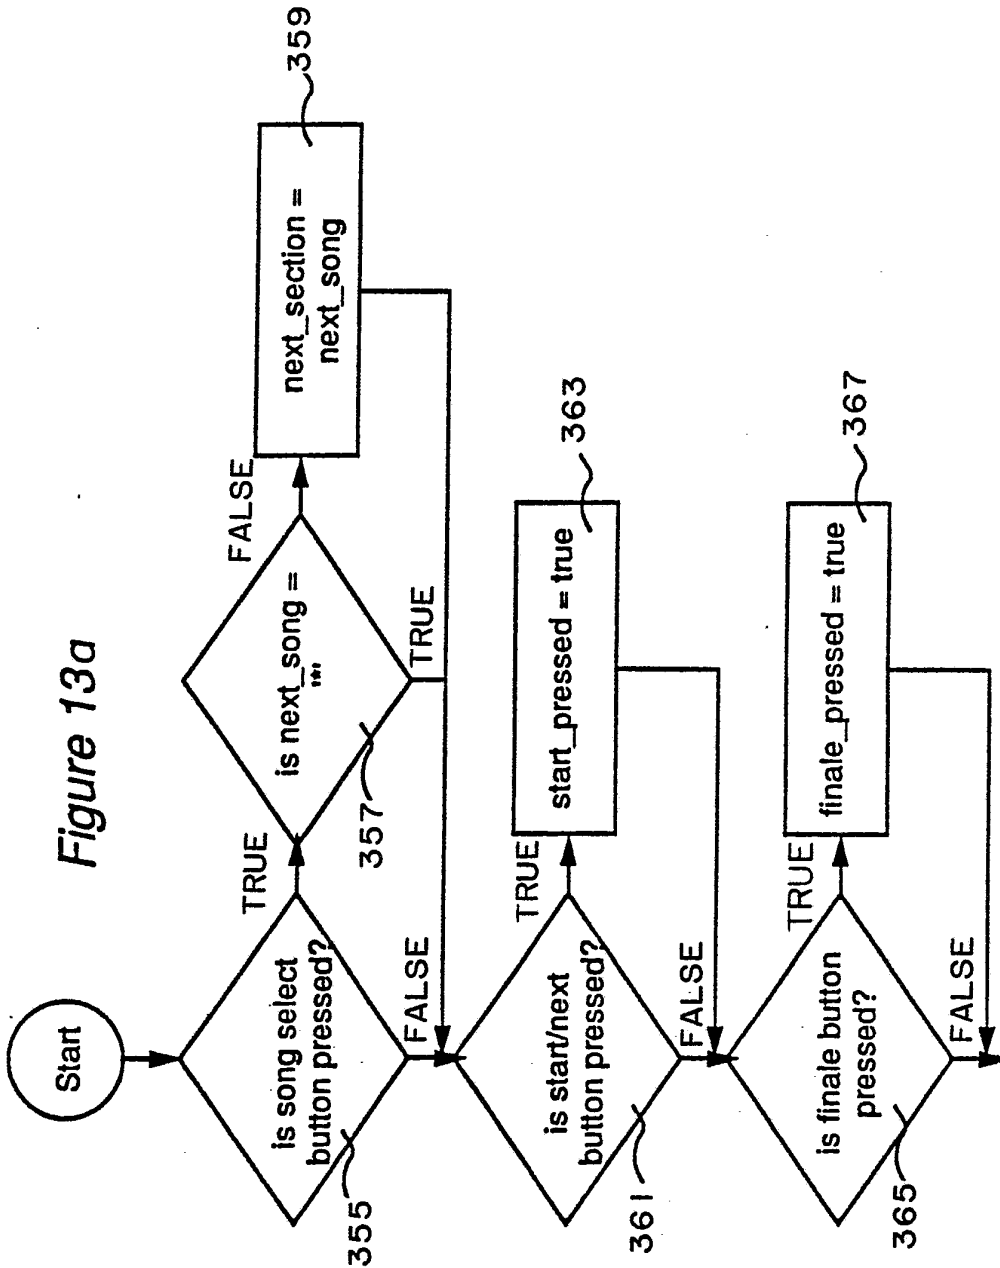 Figure 13a
Start
is song select
button pressed?
355
TRUE
FALSE
is next_song =
""
357
FALSE
TRUE
next_section =
next_song
359
is start/next
button pressed?
361
TRUE
FALSE
start_pressed = true
363
is finale button
pressed?
365
TRUE
FALSE
finale_pressed = true
367